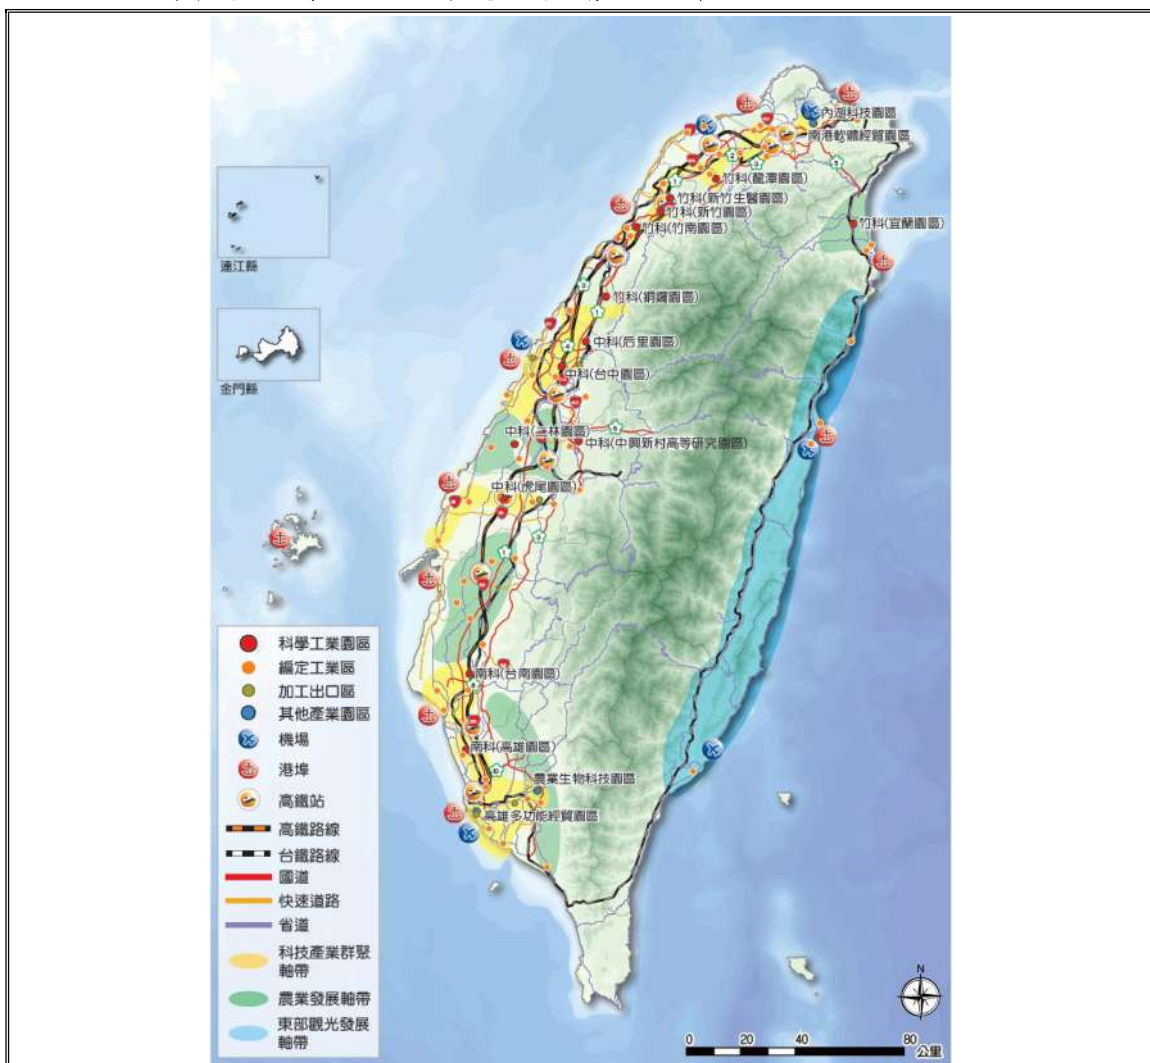 內湖科技園區
南港軟體經貿園區
竹科(龍潭園區)
竹科(新竹生醫園區)
竹科(新竹園區)
竹科(竹南園區)
竹科(宜蘭園區)
連江縣
竹科(銅鑼園區)
中科(后里園區)
中科(台中園區)
金門縣
中科(二林園區)
中科(中興新村高等研究園區)
中科(虎尾園區)
南科(台南園區)
南科(高雄園區)
農業生物科技園區
高雄多功能經貿園區
科學工業園區
編定工業區
加工出口區
其他產業園區
機場
港埠
高鐵站
高鐵路線
台鐵路線
國道
快速道路
省道
科技產業群聚
軸帶
農業發展軸帶
東部觀光發展
軸帶
N
0 20 40 80
公里